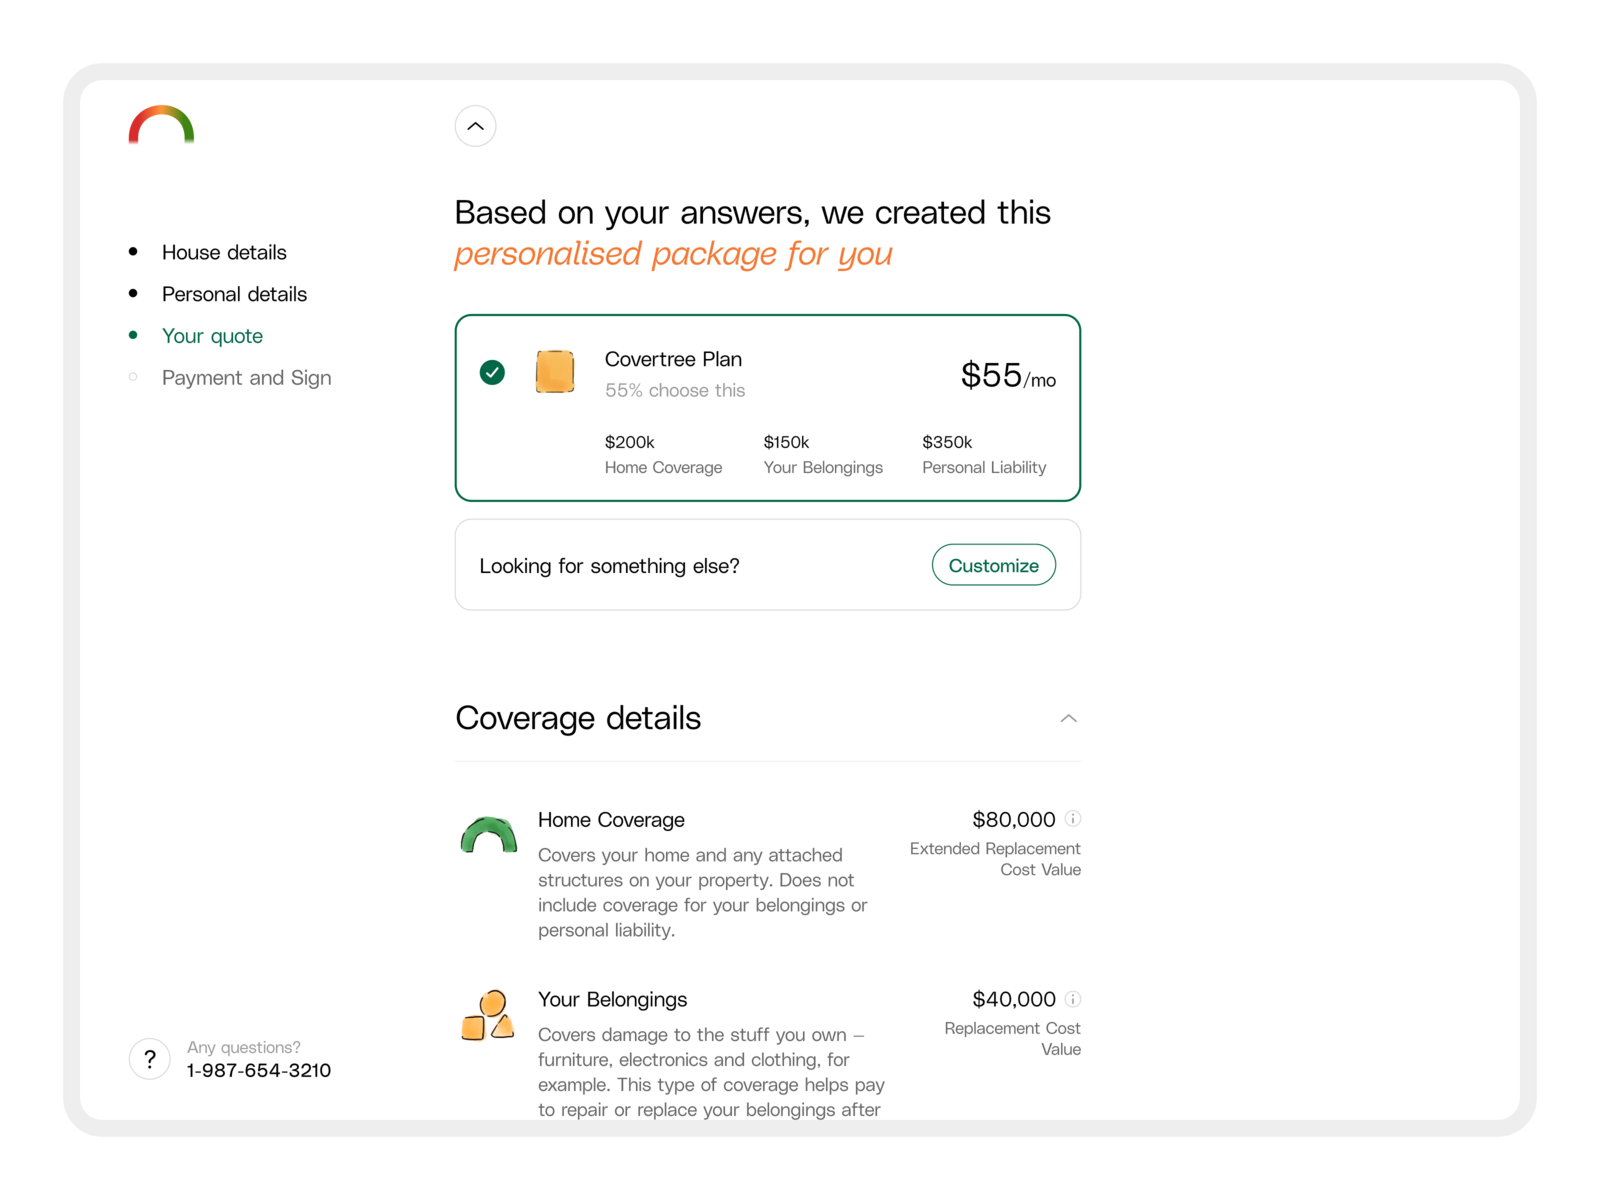 House details
Personal details
Your quote
Payment and Sign
Any questions?
1-987-654-3210
?
Based on your answers, we created this
personalised package for you
Covertree Plan
55% choose this
$55/mo
$200k
Home Coverage
$150k
Your Belongings
$350k
Personal Liability
Looking for something else?
Customize
Coverage details
Home Coverage
Covers your home and any attached
structures on your property. Does not
include coverage for your belongings or
personal liability.
$80,000
Extended Replacement
Cost Value
Your Belongings
Covers damage to the stuff you own –
furniture, electronics and clothing, for
example. This type of coverage helps pay
to repair or replace your belongings after
$40,000
Replacement Cost
Value